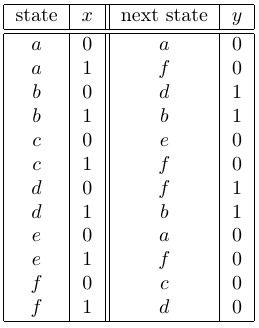 state x next state y
a 0 a 0
a 1 f 0
b 0 d 1
b 1 b 1
c 0 e 0
c 1 f 0
d 0 f 1
d 1 b 1
e 0 a 0
e 1 f 0
f 0 c 0
f 1 d 0